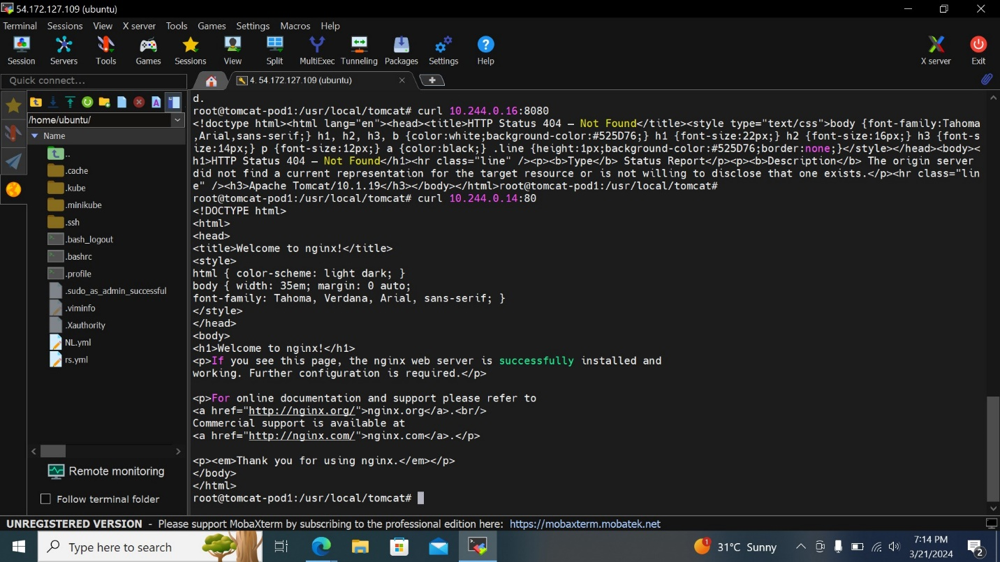 54.172.127.109 (ubuntu)
Terminal Sessions View X server Tools Games Settings Macros Help
Session Servers Tools Games Sessions View Split MultiExec Tunneling Packages Settings Help X server Exit
Quick connect...
4. 54.172.127.109 (ubuntu)
/home/ubuntu/
Name
..
.cache
.kube
.minikube
.ssh
.bash_logout
.bashrc
.profile
.sudo_as_admin_successful
.viminfo
.Xauthority
NL.yml
rs.yml
Remote monitoring
Follow terminal folder
d.
root@tomcat-pod1:/usr/local/tomcat# curl 10.244.0.16:8080
<!doctype html><html lang="en"><head><title>HTTP Status 404 – Not Found</title><style type="text/css">body {font-family:Tahoma
,Arial,sans-serif;} h1, h2, h3, b {color:white;background-color:#525D76;} h1 {font-size:22px;} h2 {font-size:16px;} h3 {font-s
ize:14px;} p {font-size:12px;} a {color:black;} .line {height:1px;background-color:#525D76;border:none;}</style></head><body><
h1>HTTP Status 404 – Not Found</h1><hr class="line" /><p><b>Type</b> Status Report</p><p><b>Description</b> The origin server
did not find a current representation for the target resource or is not willing to disclose that one exists.</p><hr class="lin
e" /><h3>Apache Tomcat/10.1.19</h3></body></html>root@tomcat-pod1:/usr/local/tomcat#
root@tomcat-pod1:/usr/local/tomcat# curl 10.244.0.14:80
<!DOCTYPE html>
<html>
<head>
<title>Welcome to nginx!</title>
<style>
html { color-scheme: light dark; }
body { width: 35em; margin: 0 auto;
font-family: Tahoma, Verdana, Arial, sans-serif; }
</style>
</head>
<body>
<h1>Welcome to nginx!</h1>
<p>If you see this page, the nginx web server is successfully installed and
working. Further configuration is required.</p>
<p>For online documentation and support please refer to
<a href="http://nginx.org/">nginx.org</a>.<br/>
Commercial support is available at
<a href="http://nginx.com/">nginx.com</a>.</p>
<p><em>Thank you for using nginx.</em></p>
</body>
</html>
root@tomcat-pod1:/usr/local/tomcat#
UNREGISTERED VERSION - Please support MobaXterm by subscribing to the professional edition here: https://mobaxterm.mobatek.net
Type here to search
1
31°C Sunny
7:14 PM
3/21/2024
2